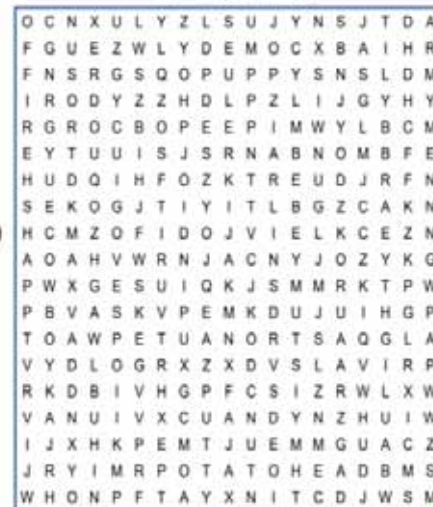 O C N X U L Y Z L S U J Y N S J T D A
F G U E Z W L Y D E M O C X B A I H R
F N S R G S Q O P U P P Y S N S L D M
I R O D Y Z Z H D L P Z L I J G Y H Y
R G R O C B O P E E P I M W Y L B C M
E Y T U U I S J S R N A B N O M B F E
H U D Q I H F O Z K T R E U D J R F N
S E K O G J T I Y I T L B G Z C A K N
H C M Z O F I D O J V I E L K C E Z N
A O A H V W R N J A C N Y J O Z Y K G
P W X G E S U I Q K J S M M R K T P W
P B V A S K V P E M K D U J U I H G P
T O A W P E T U A N O R T S A Q G L A
V Y D L O G R X Z X D V S L A V I R P
R K D B I V H G P F C S I Z R W L X W
V A N U I V X C U A N D Y N Z H U I W
I J X H K P E M T J U E M M G U A C Z
J R Y I M R P O T A T O H E A D B M S
W H O N P F T A Y X N I T C D J W S M